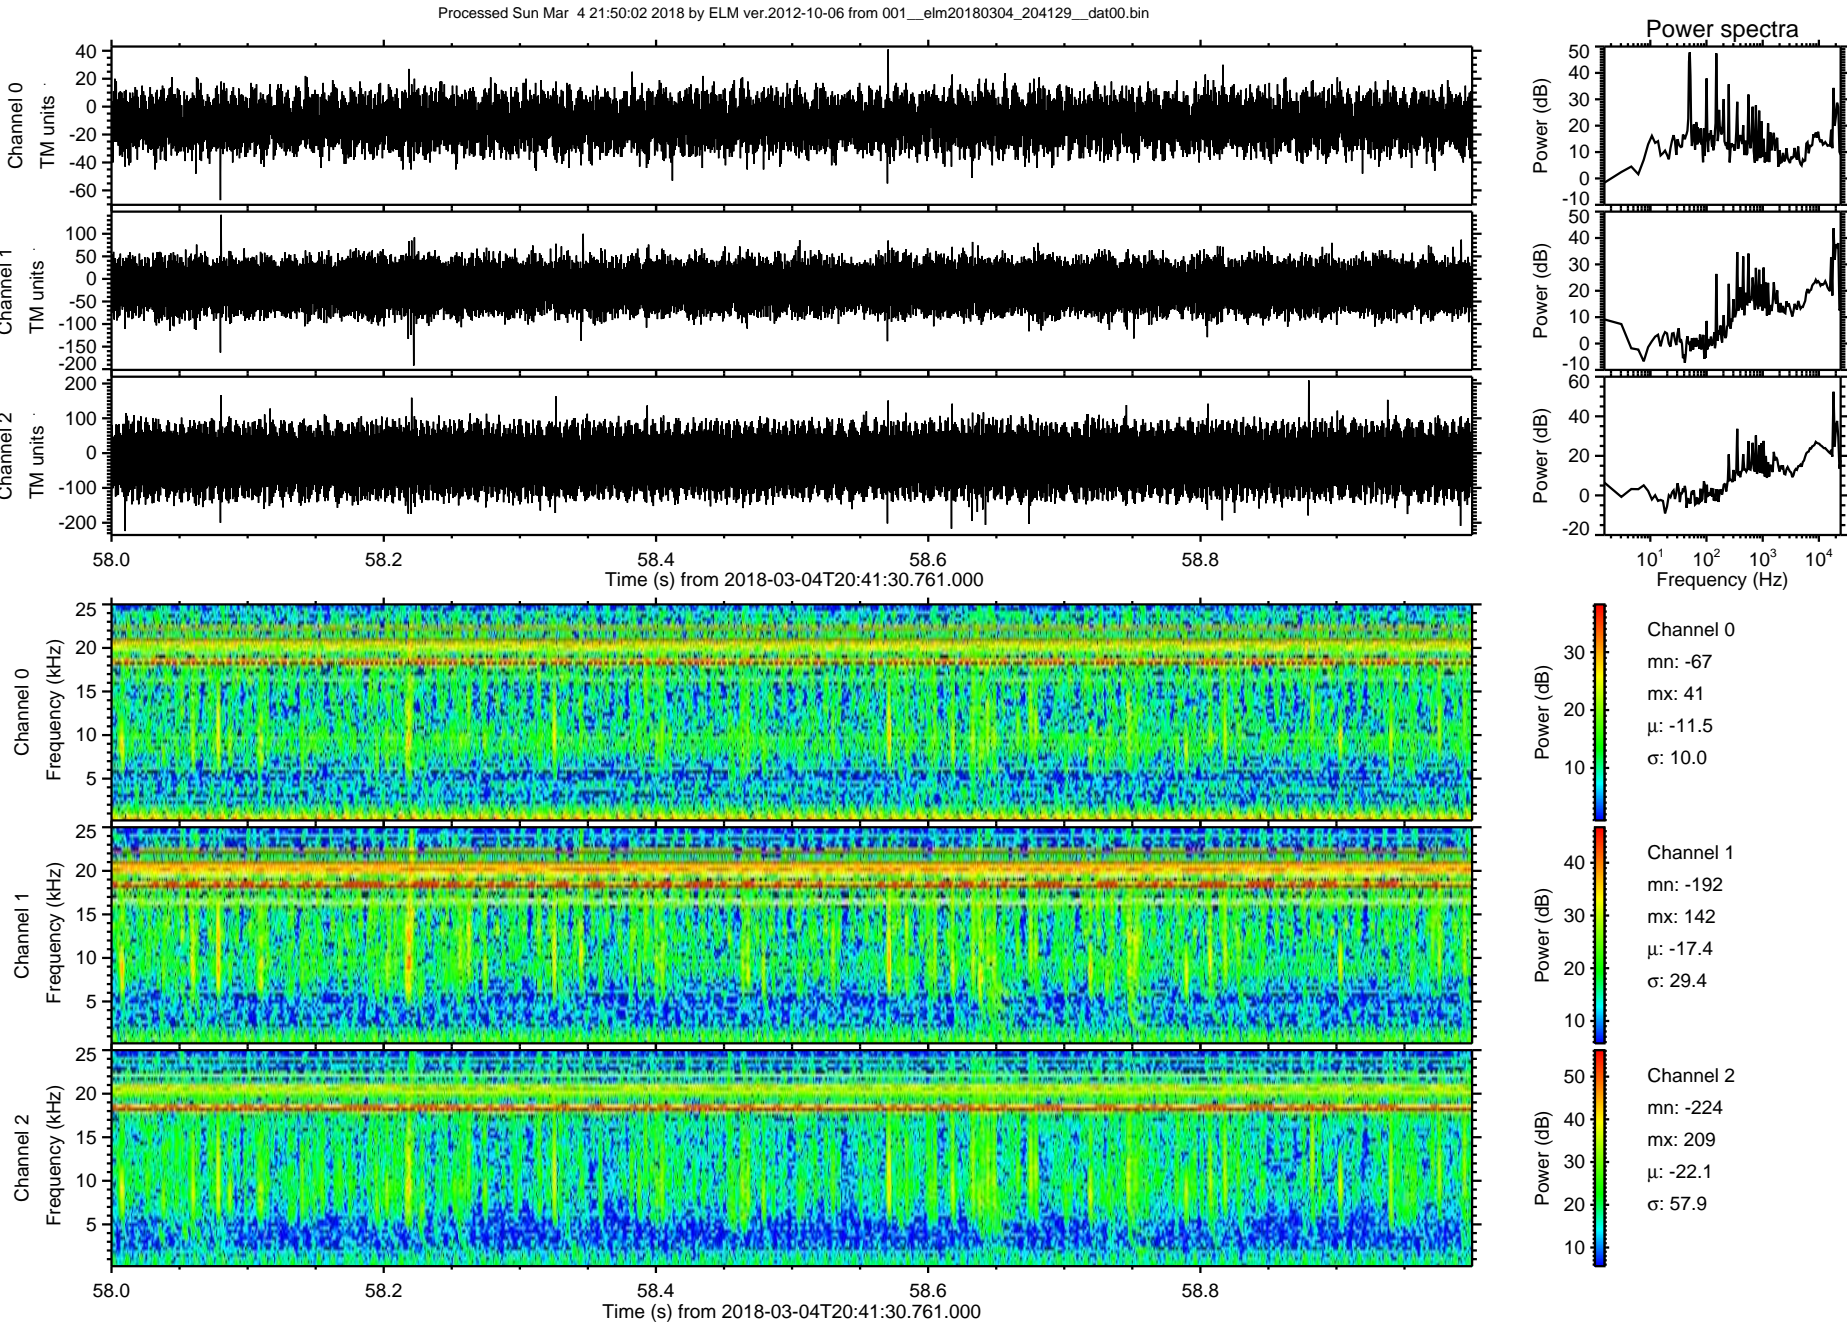 Processed Sun Mar  4 21:50:02 2018 by ELM ver.2012-10-06 from 001__elm20180304_204129__dat00.bin
Power spectra
Channel 0
TM units
40
20
0
-20
-40
-60
Power (dB)
50
40
30
20
10
0
-10
Channel 1
TM units
100
50
0
-50
-100
-150
-200
Power (dB)
50
40
30
20
10
0
-10
Channel 2
TM units
200
100
0
-100
-200
Power (dB)
60
40
20
0
-20
58.0 58.2 58.4 58.6 58.8
Time (s) from 2018-03-04T20:41:30.761.000
10^1 10^2 10^3 10^4
Frequency (Hz)
Channel 0
Frequency (kHz)
25
20
15
10
5
Power (dB)
30
20
10
Channel 0
mn: -67
mx: 41
μ: -11.5
σ: 10.0
Channel 1
Frequency (kHz)
25
20
15
10
5
Power (dB)
40
30
20
10
Channel 1
mn: -192
mx: 142
μ: -17.4
σ: 29.4
Channel 2
Frequency (kHz)
25
20
15
10
5
Power (dB)
50
40
30
20
10
Channel 2
mn: -224
mx: 209
μ: -22.1
σ: 57.9
58.0 58.2 58.4 58.6 58.8
Time (s) from 2018-03-04T20:41:30.761.000